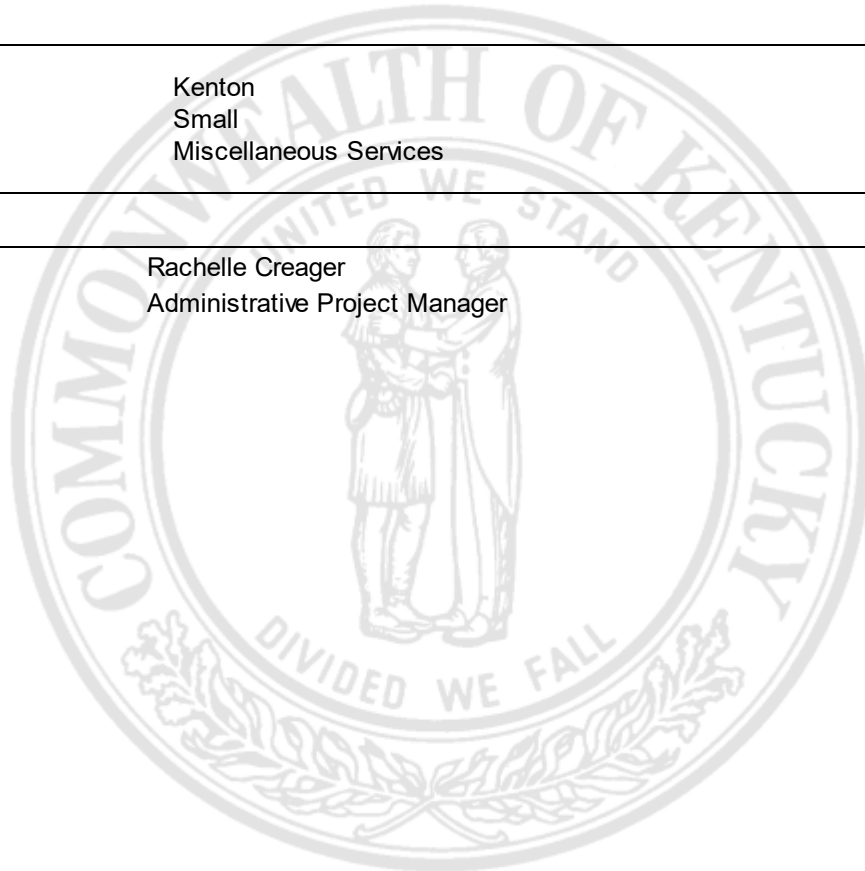 Kenton
Small
Miscellaneous Services
Rachelle Creager
Administrative Project Manager
COMMONWEALTH OF KENTUCKY
UNITED WE STAND
DIVIDED WE FALL